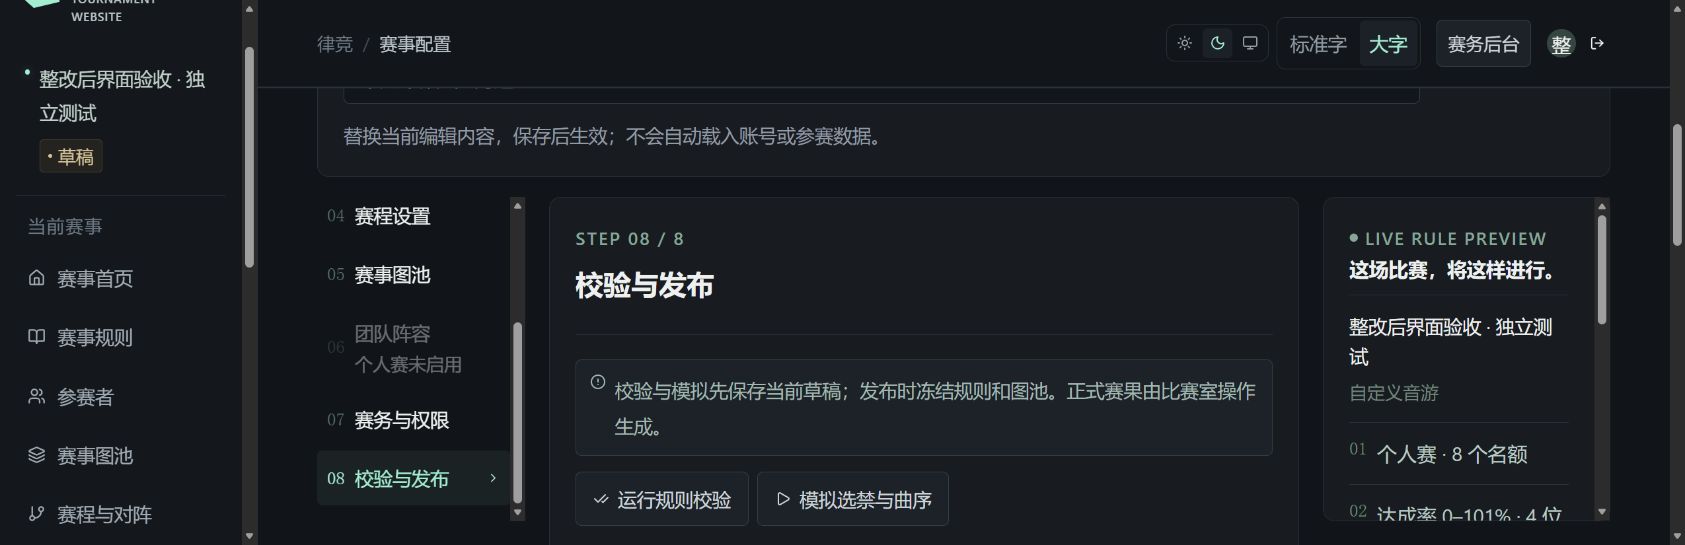 TOURNAMENT
WEBSITE
整改后界面验收 · 独
立测试
• 草稿
当前赛事
赛事首页
赛事规则
参赛者
赛事图池
赛程与对阵
律竞 / 赛事配置
标准字
大字
赛务后台
整
替换当前编辑内容，保存后生效；不会自动载入账号或参赛数据。
04 赛程设置
05 赛事图池
06 团队阵容
个人赛未启用
07 赛务与权限
08 校验与发布
STEP 08 / 8
校验与发布
校验与模拟先保存当前草稿；发布时冻结规则和图池。正式赛果由比赛室操作
生成。
运行规则校验
模拟选禁与曲序
LIVE RULE PREVIEW
这场比赛，将这样进行。
整改后界面验收 · 独立测
试
自定义音游
01 个人赛 · 8 个名额
02 达成率 0–101% · 4 位